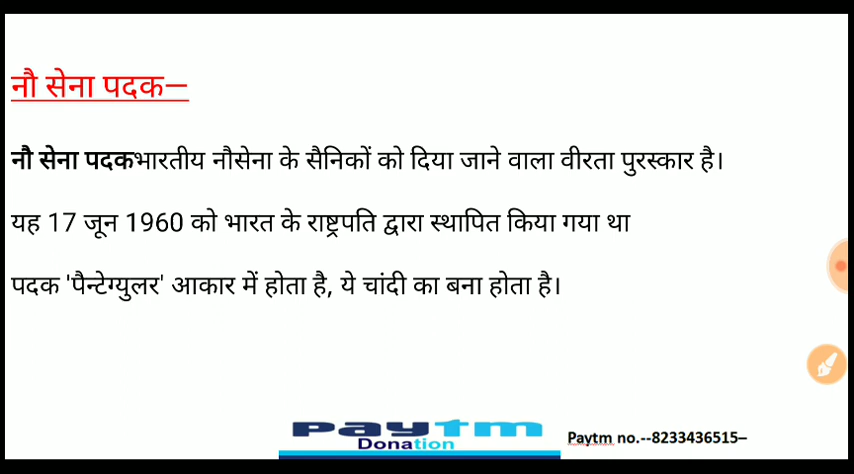 नौ सेना पदक—
नौ सेना पदकभारतीय नौसेना के सैनिकों को दिया जाने वाला वीरता पुरस्कार है।
यह 17 जून 1960 को भारत के राष्ट्रपति द्वारा स्थापित किया गया था
पदक 'पैन्टेग्युलर' आकार में होता है, ये चांदी का बना होता है।
paytm
Donation
Paytm no.--8233436515–